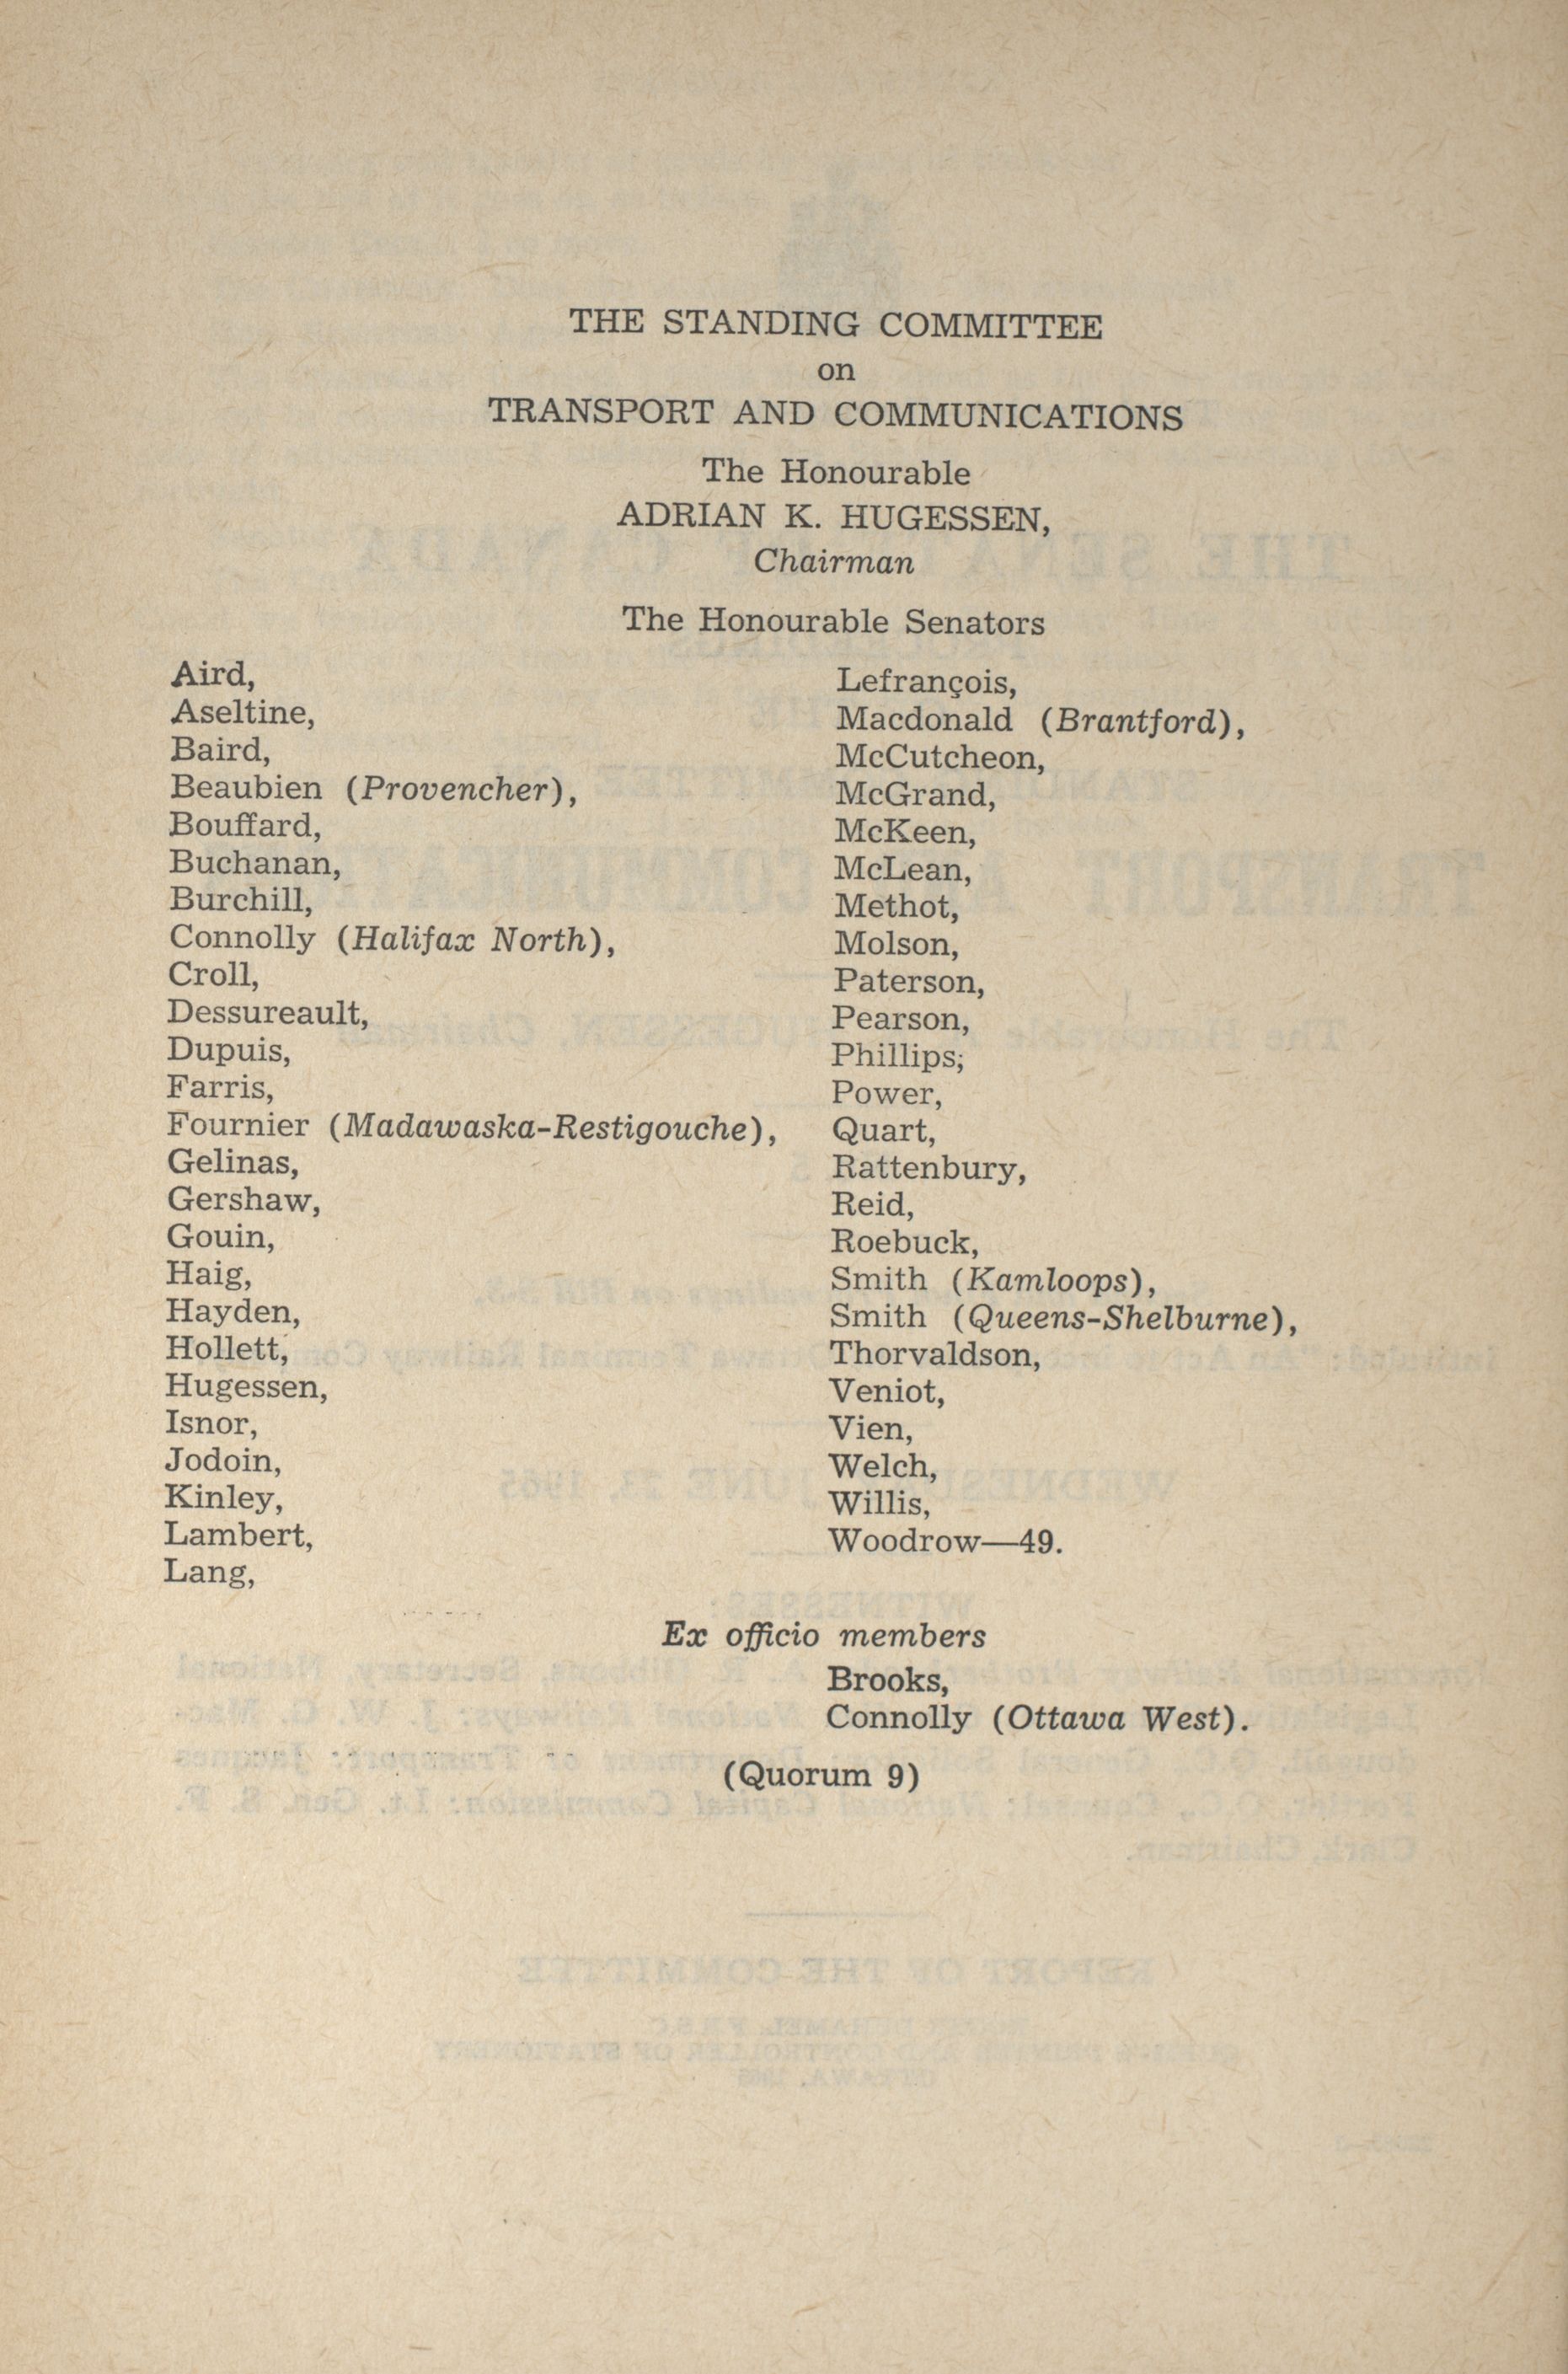 THE STANDING COMMITTEE
on
TRANSPORT AND COMMUNICATIONS
The Honourable
ADRIAN K. HUGESSEN,
Chairman
The Honourable Senators
Aird,
Aseltine,
Baird,
Beaubien (Provencher),
Bouffard,
Buchanan,
Burchill,
Connolly (Halifax North),
Croll,
Dessureault,
Dupuis,
Farris,
Fournier (Madawaska-Restigouche),
Gelinas,
Gershaw,
Gouin,
Haig,
Hayden,
Hollett,
Hugessen,
Isnor,
Jodoin,
Kinley,
Lambert,
Lang,
Lefrançois,
Macdonald (Brantford),
McCutcheon,
McGrand,
McKeen,
McLean,
Methot,
Molson,
Paterson,
Pearson,
Phillips,
Power,
Quart,
Rattenbury,
Reid,
Roebuck,
Smith (Kamloops),
Smith (Queens-Shelburne),
Thorvaldson,
Veniot,
Vien,
Welch,
Willis,
Woodrow—49.
Ex officio members
Brooks,
Connolly (Ottawa West).
(Quorum 9)